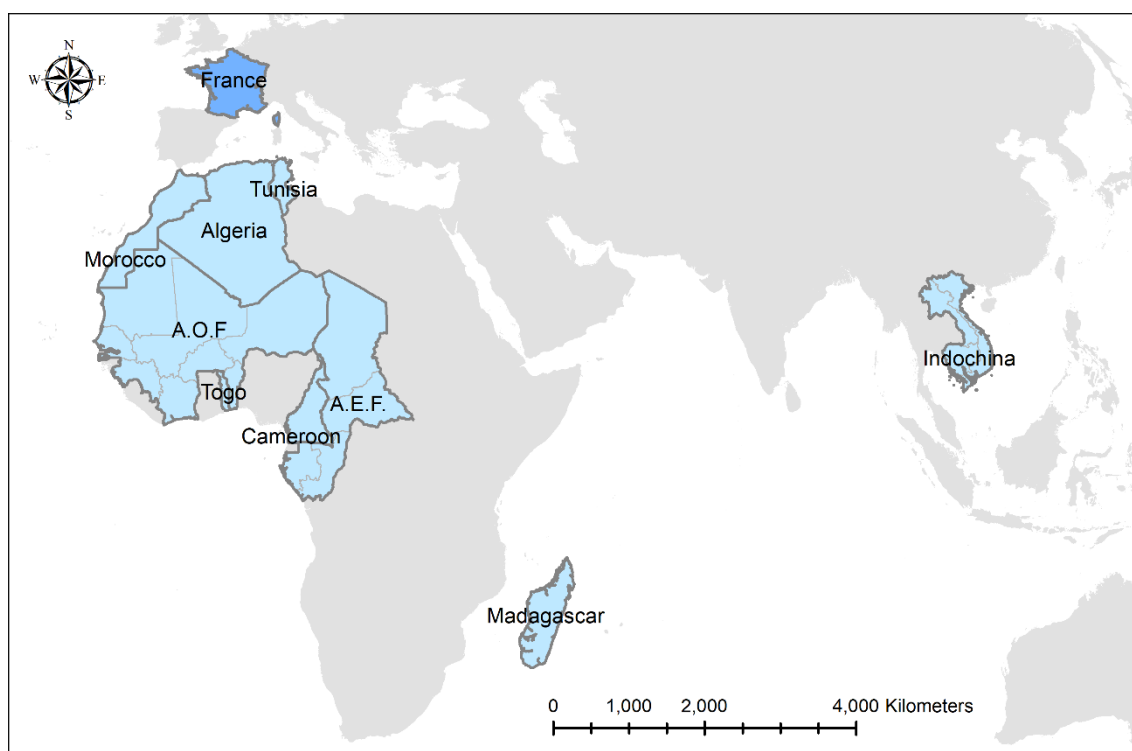 N
W E
S
France
Tunisia
Algeria
Morocco
A.O.F
Indochina
Togo
A.E.F.
Cameroon
Madagascar
0 1,000 2,000 4,000 Kilometers